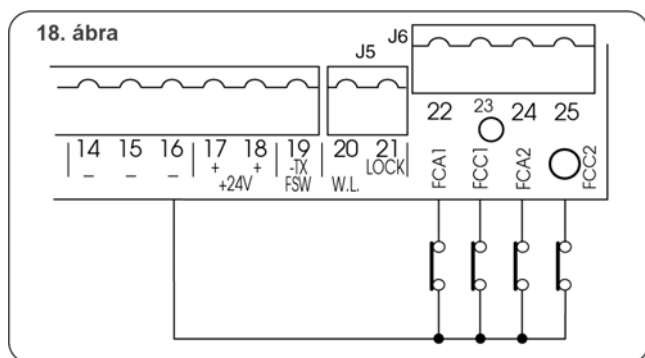 18. ábra
J6
J5
22 23 24 25
14 15 16 17 18 19 20 21
– – – + + -TX LOCK
+24V FSW W.L.
FCA1 FCC1 FCA2 FCC2